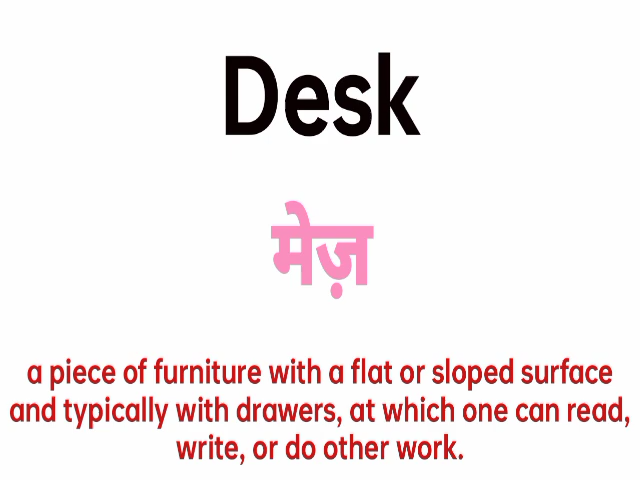 Desk
मेज़
a piece of furniture with a flat or sloped surface
and typically with drawers, at which one can read,
write, or do other work.